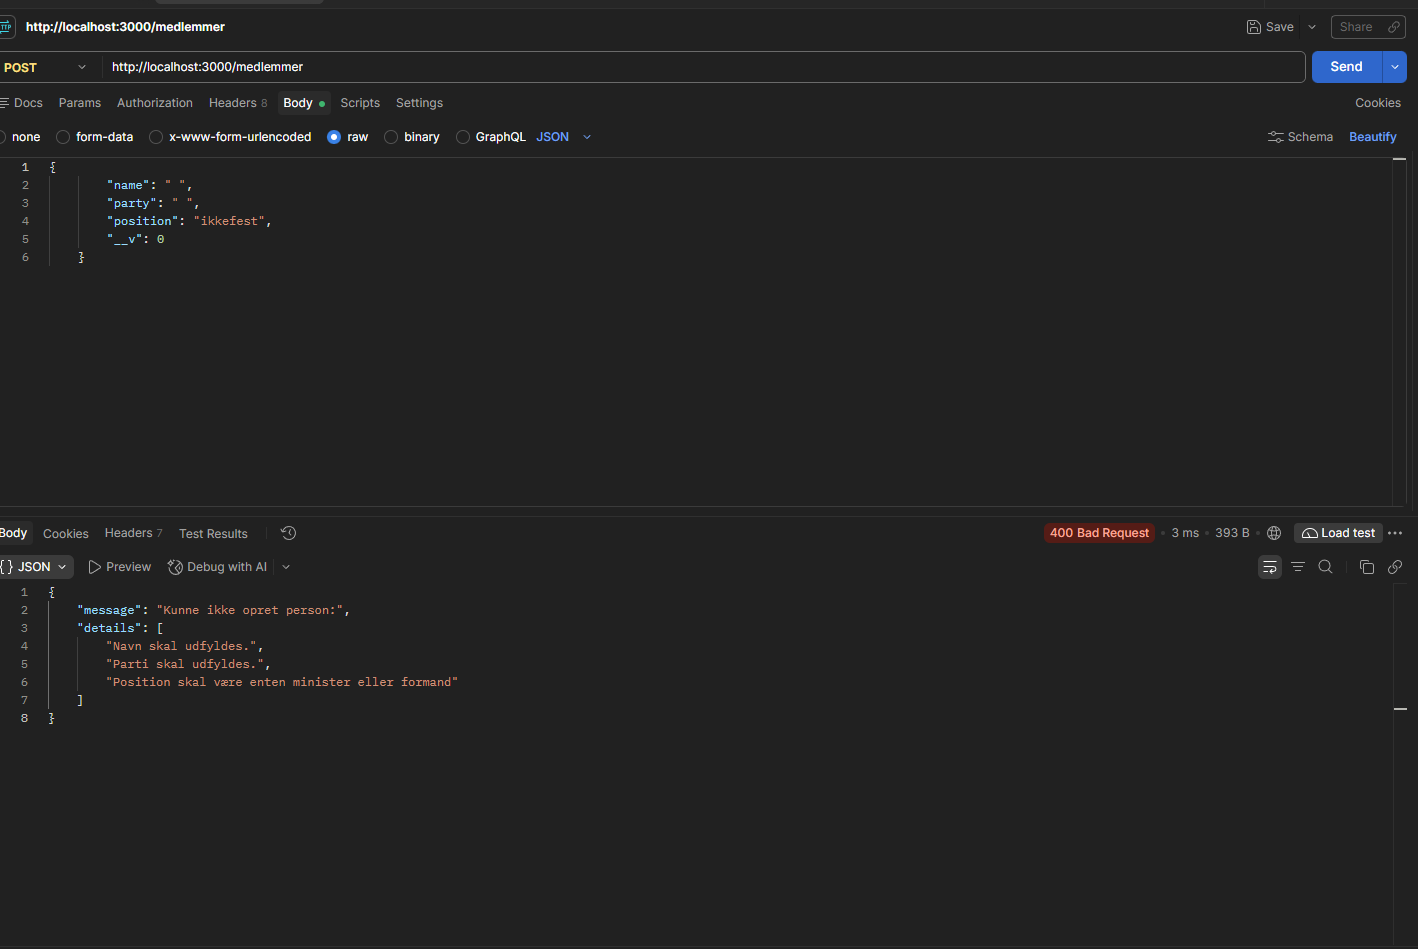 HTTP http://localhost:3000/medlemmer Save Share
POST http://localhost:3000/medlemmer Send
Docs Params Authorization Headers 8 Body Scripts Settings Cookies
none form-data x-www-form-urlencoded raw binary GraphQL JSON Schema Beautify
1 {
2 "name": " ",
3 "party": " ",
4 "position": "ikkefest",
5 "__v": 0
6 }
Body Cookies Headers 7 Test Results 400 Bad Request • 3 ms • 393 B Load test
{} JSON Preview Debug with AI
1 {
2 "message": "Kunne ikke opret person:",
3 "details": [
4 "Navn skal udfyldes.",
5 "Parti skal udfyldes.",
6 "Position skal være enten minister eller formand"
7 ]
8 }